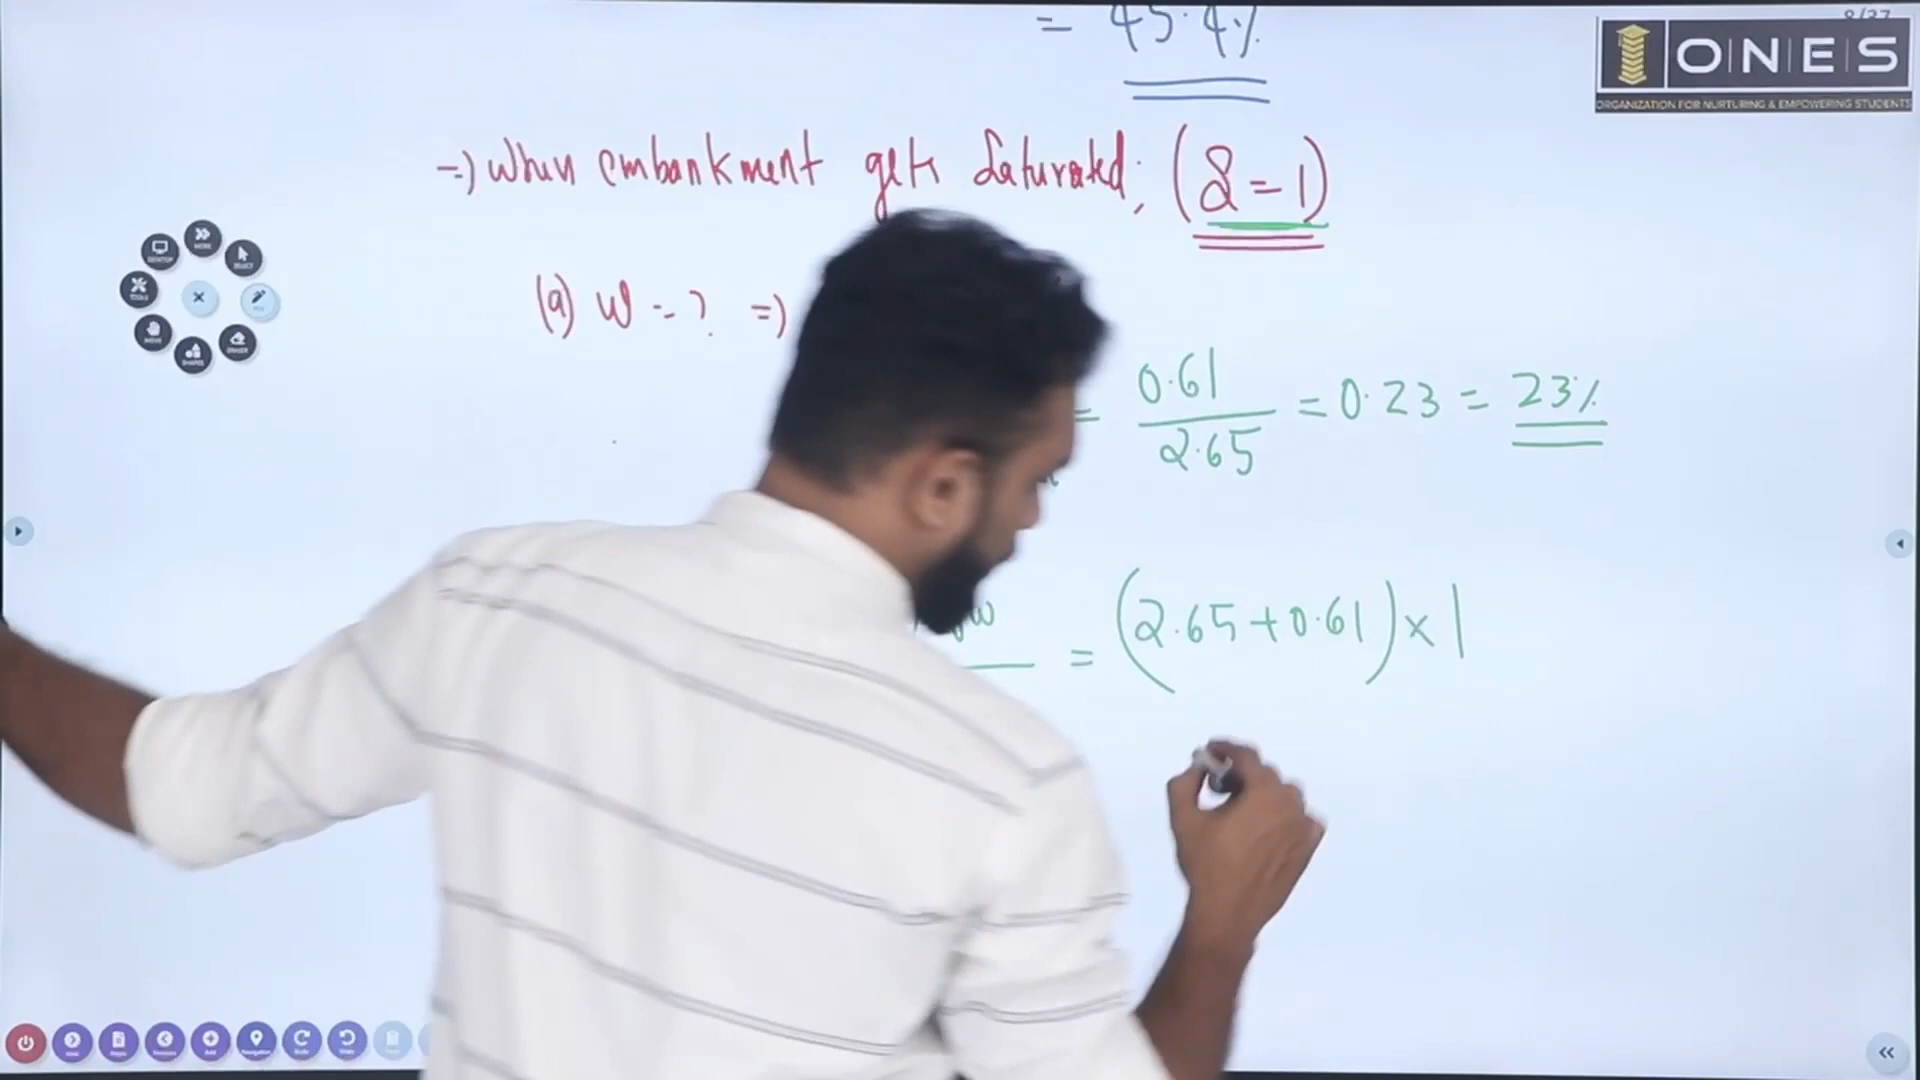 = 45.4%
ONES
ORGANIZATION FOR NURTURING & EMPOWERING STUDENTS
=) When embankment gets Saturated; (S = 1)
(a) w = ? =)
= 0.61 / 2.65 = 0.23 = 23%
w
= (2.65 + 0.61) × 1